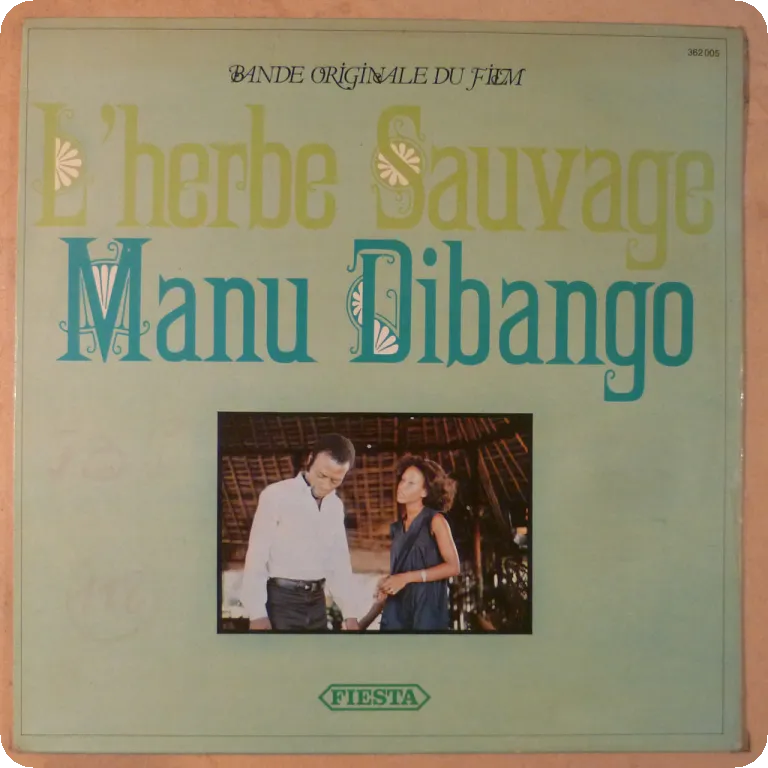 362 005
BANDE ORIGINALE DU FILM
L'herbe Sauvage
Manu Dibango
FIESTA